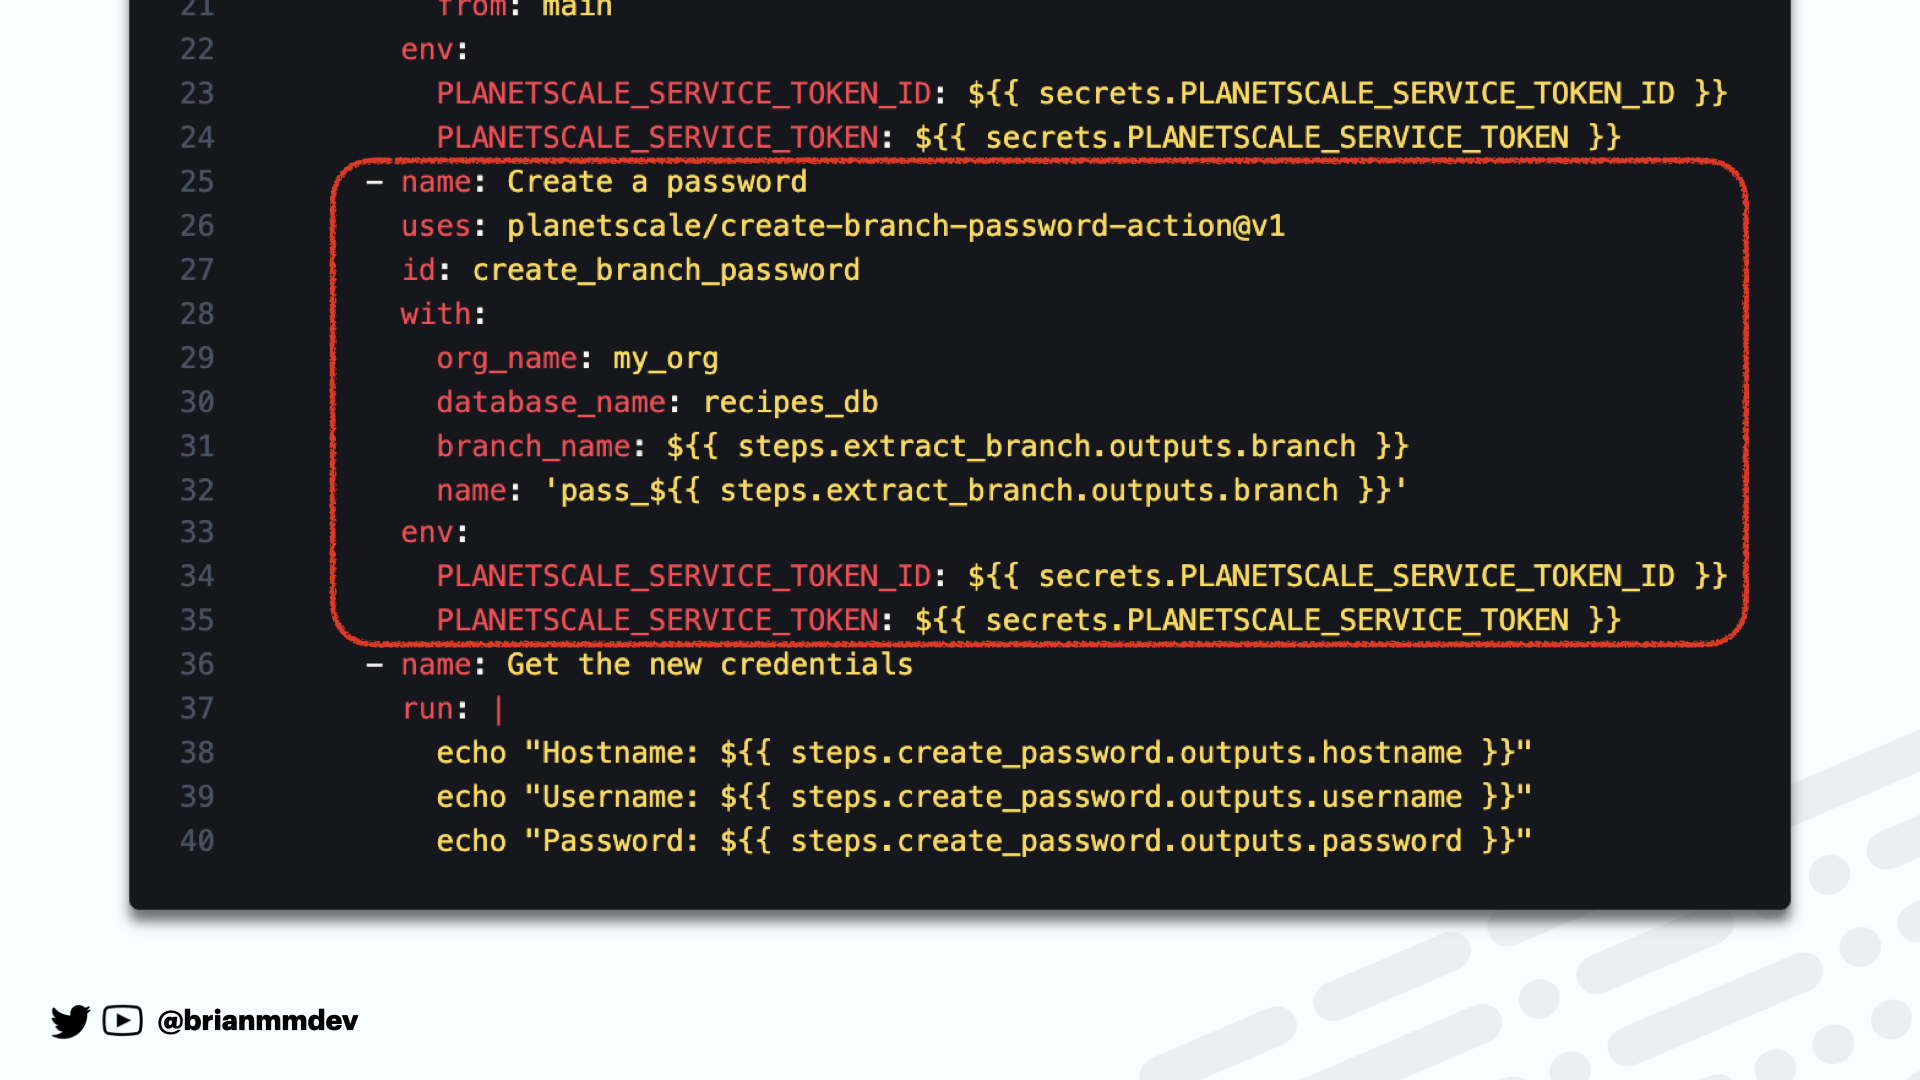 21 from: main
22 env:
23 PLANETSCALE_SERVICE_TOKEN_ID: ${{ secrets.PLANETSCALE_SERVICE_TOKEN_ID }}
24 PLANETSCALE_SERVICE_TOKEN: ${{ secrets.PLANETSCALE_SERVICE_TOKEN }}
25 - name: Create a password
26 uses: planetscale/create-branch-password-action@v1
27 id: create_branch_password
28 with:
29 org_name: my_org
30 database_name: recipes_db
31 branch_name: ${{ steps.extract_branch.outputs.branch }}
32 name: 'pass_${{ steps.extract_branch.outputs.branch }}'
33 env:
34 PLANETSCALE_SERVICE_TOKEN_ID: ${{ secrets.PLANETSCALE_SERVICE_TOKEN_ID }}
35 PLANETSCALE_SERVICE_TOKEN: ${{ secrets.PLANETSCALE_SERVICE_TOKEN }}
36 - name: Get the new credentials
37 run: |
38 echo "Hostname: ${{ steps.create_password.outputs.hostname }}"
39 echo "Username: ${{ steps.create_password.outputs.username }}"
40 echo "Password: ${{ steps.create_password.outputs.password }}"
@brianmmdev